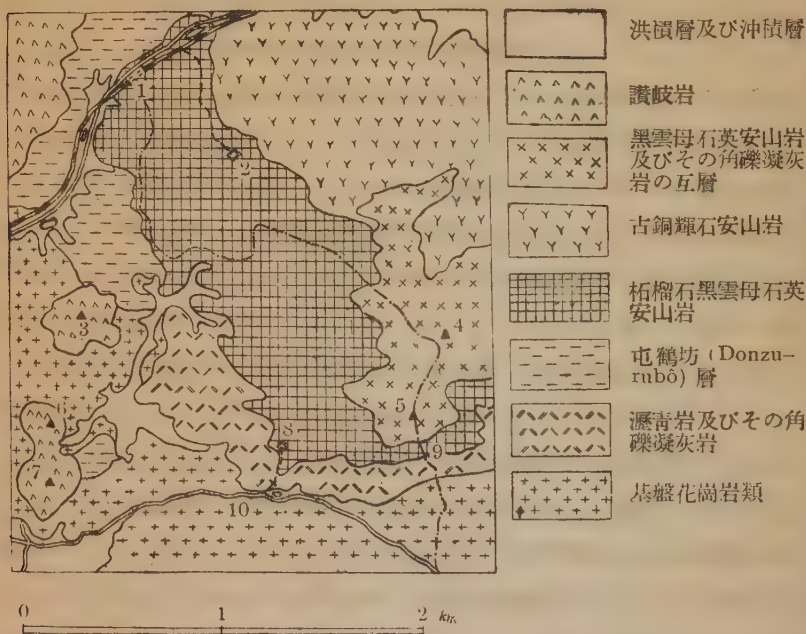 洪積層及び沖積層
讃岐岩
黑雲母石英安山岩
及びその角礫凝灰
岩の互層
古銅輝石安山岩
柘榴石黑雲母石英
安山岩
屯鶴坊 (Donzu-
rubô) 層
瀝青岩及びその角
礫凝灰岩
基盤花崗岩類
1
2
3
4
5
6
7
8
9
10
0 1 2 km.